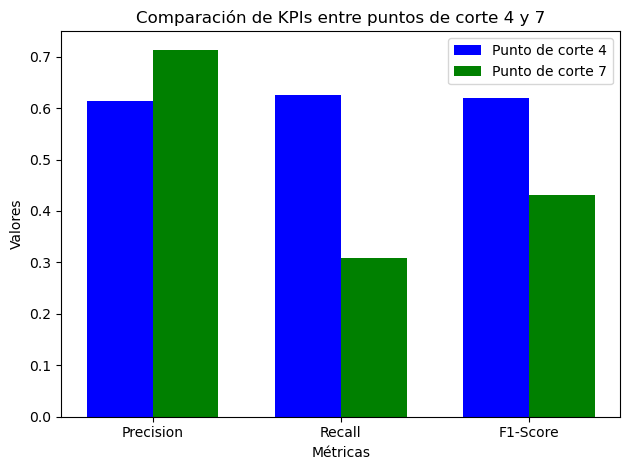 Comparación de KPIs entre puntos de corte 4 y 7
Punto de corte 4
Punto de corte 7
Valores
0.7
0.6
0.5
0.4
0.3
0.2
0.1
0.0
Precision
Recall
F1-Score
Métricas